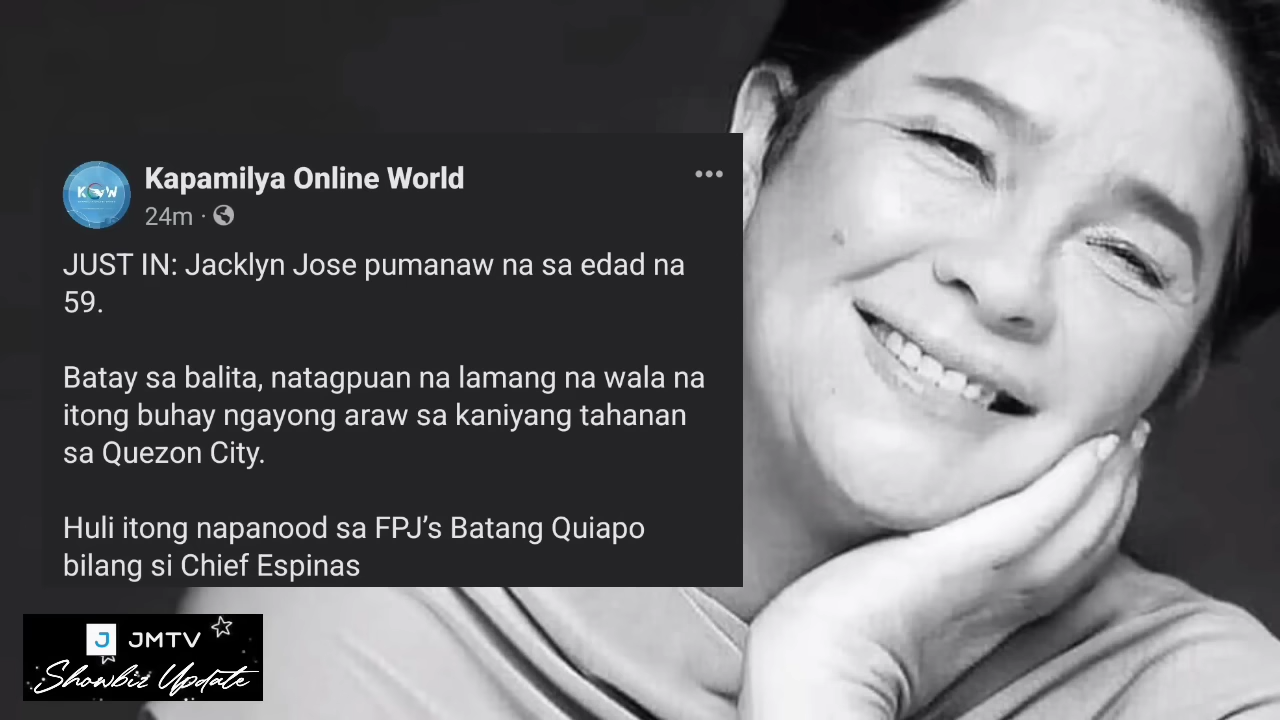 Kapamilya Online World
24m ·
JUST IN: Jacklyn Jose pumanaw na sa edad na
59.
Batay sa balita, natagpuan na lamang na wala na
itong buhay ngayong araw sa kaniyang tahanan
sa Quezon City.
Huli itong napanood sa FPJ’s Batang Quiapo
bilang si Chief Espinas
J JMTV
Showbiz Update